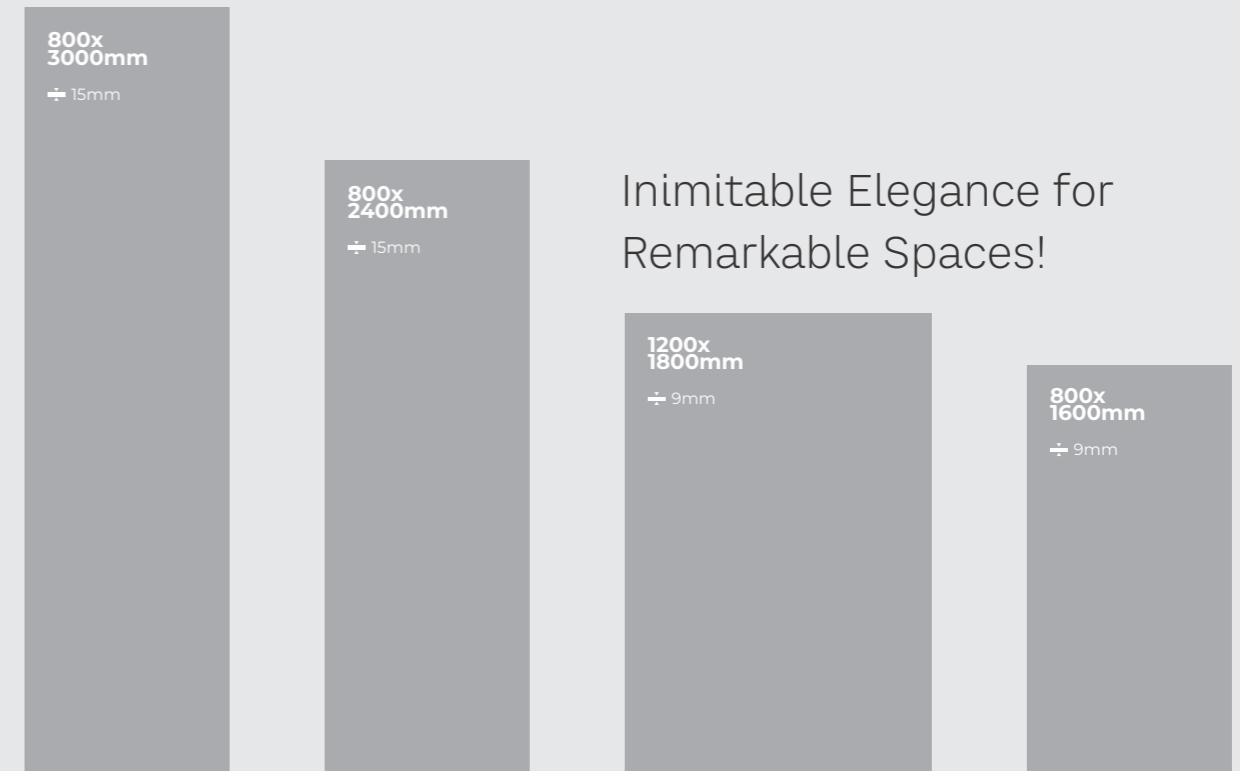 800x
3000mm
15mm
800x
2400mm
15mm
Inimitable Elegance for
Remarkable Spaces!
1200x
1800mm
9mm
800x
1600mm
9mm